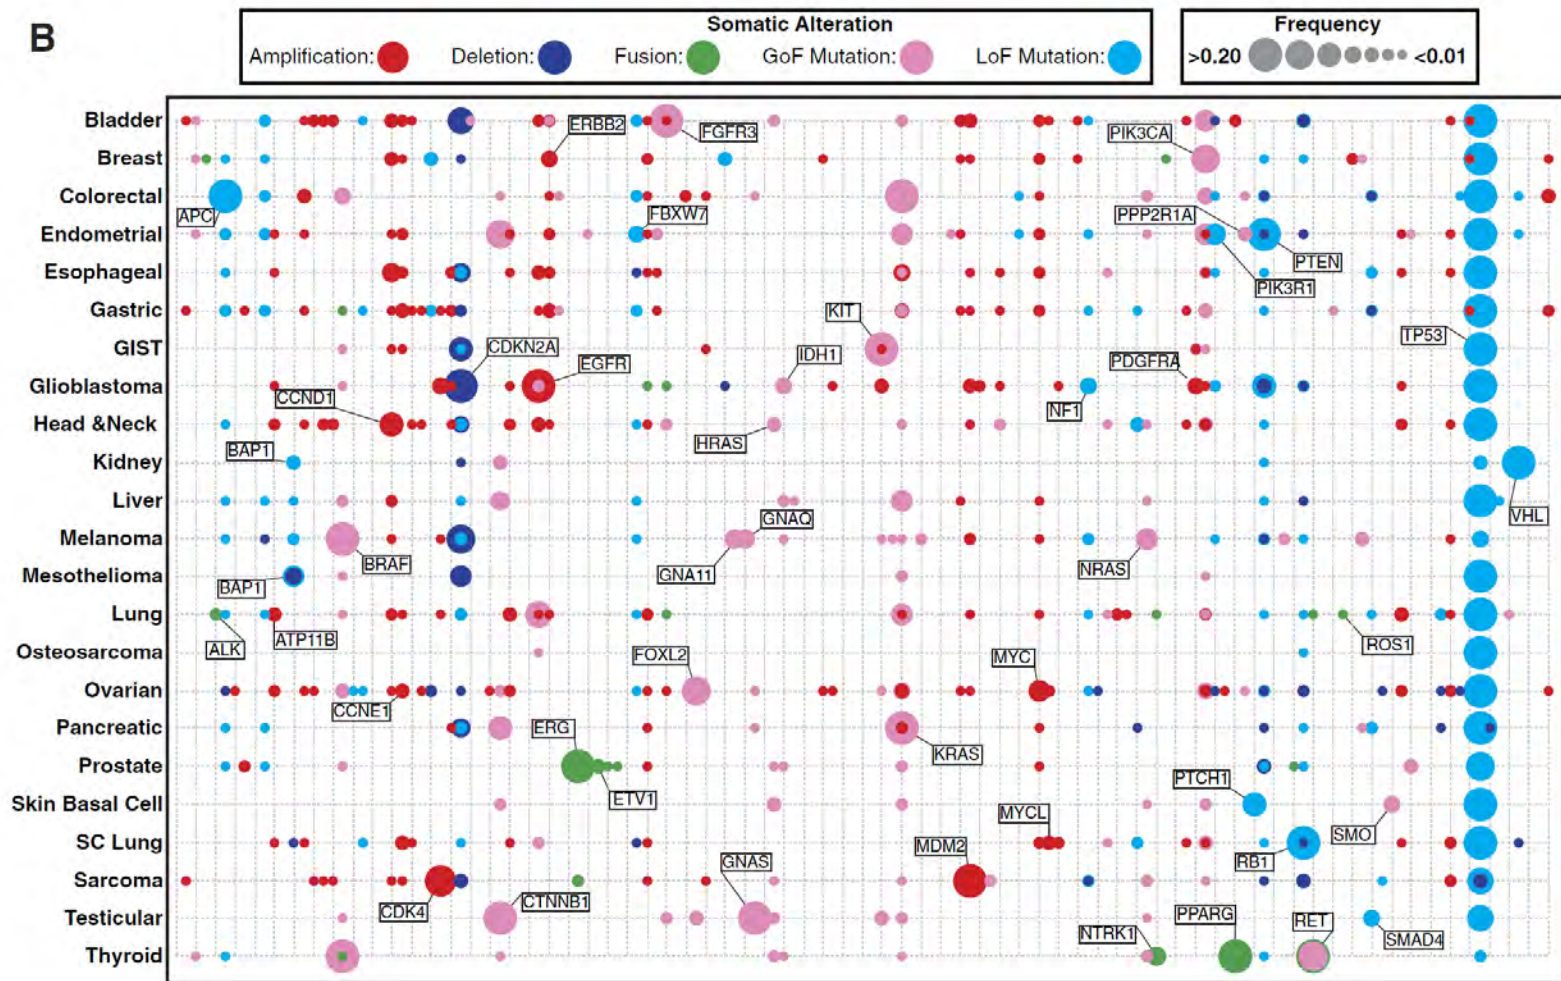 B
Somatic Alteration
Amplification: Deletion: Fusion: GoF Mutation: LoF Mutation:
Frequency
>0.20 <0.01
Bladder
ERBB2
FGFR3
PIK3CA
Breast
Colorectal
APC
FBXW7
PPP2R1A
Endometrial
PTEN
Esophageal
PIK3R1
Gastric
KIT
TP53
GIST
CDKN2A
EGFR
IDH1
PDGFRA
Glioblastoma
CCND1
NF1
Head &Neck
HRAS
BAP1
Kidney
Liver
GNAQ
VHL
Melanoma
BRAF
GNA11
NRAS
Mesothelioma
BAP1
Lung
ALK
ATP11B
ROS1
Osteosarcoma
FOXL2
MYC
Ovarian
CCNE1
Pancreatic
ERG
KRAS
Prostate
ETV1
PTCH1
Skin Basal Cell
MYCL
SMO
SC Lung
MDM2
RB1
GNAS
Sarcoma
CDK4
CTNNB1
Testicular
NTRK1
PPARG
RET
SMAD4
Thyroid